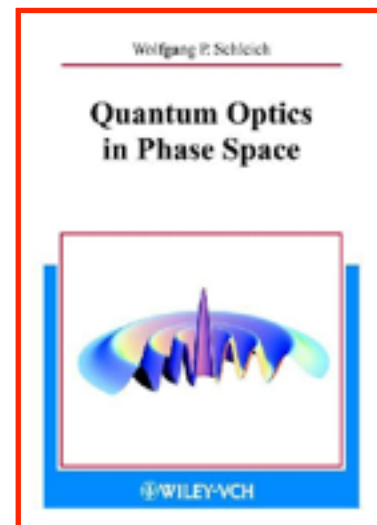 Wolfgang P. Schleich
Quantum Optics
in Phase Space
WILEY-VCH